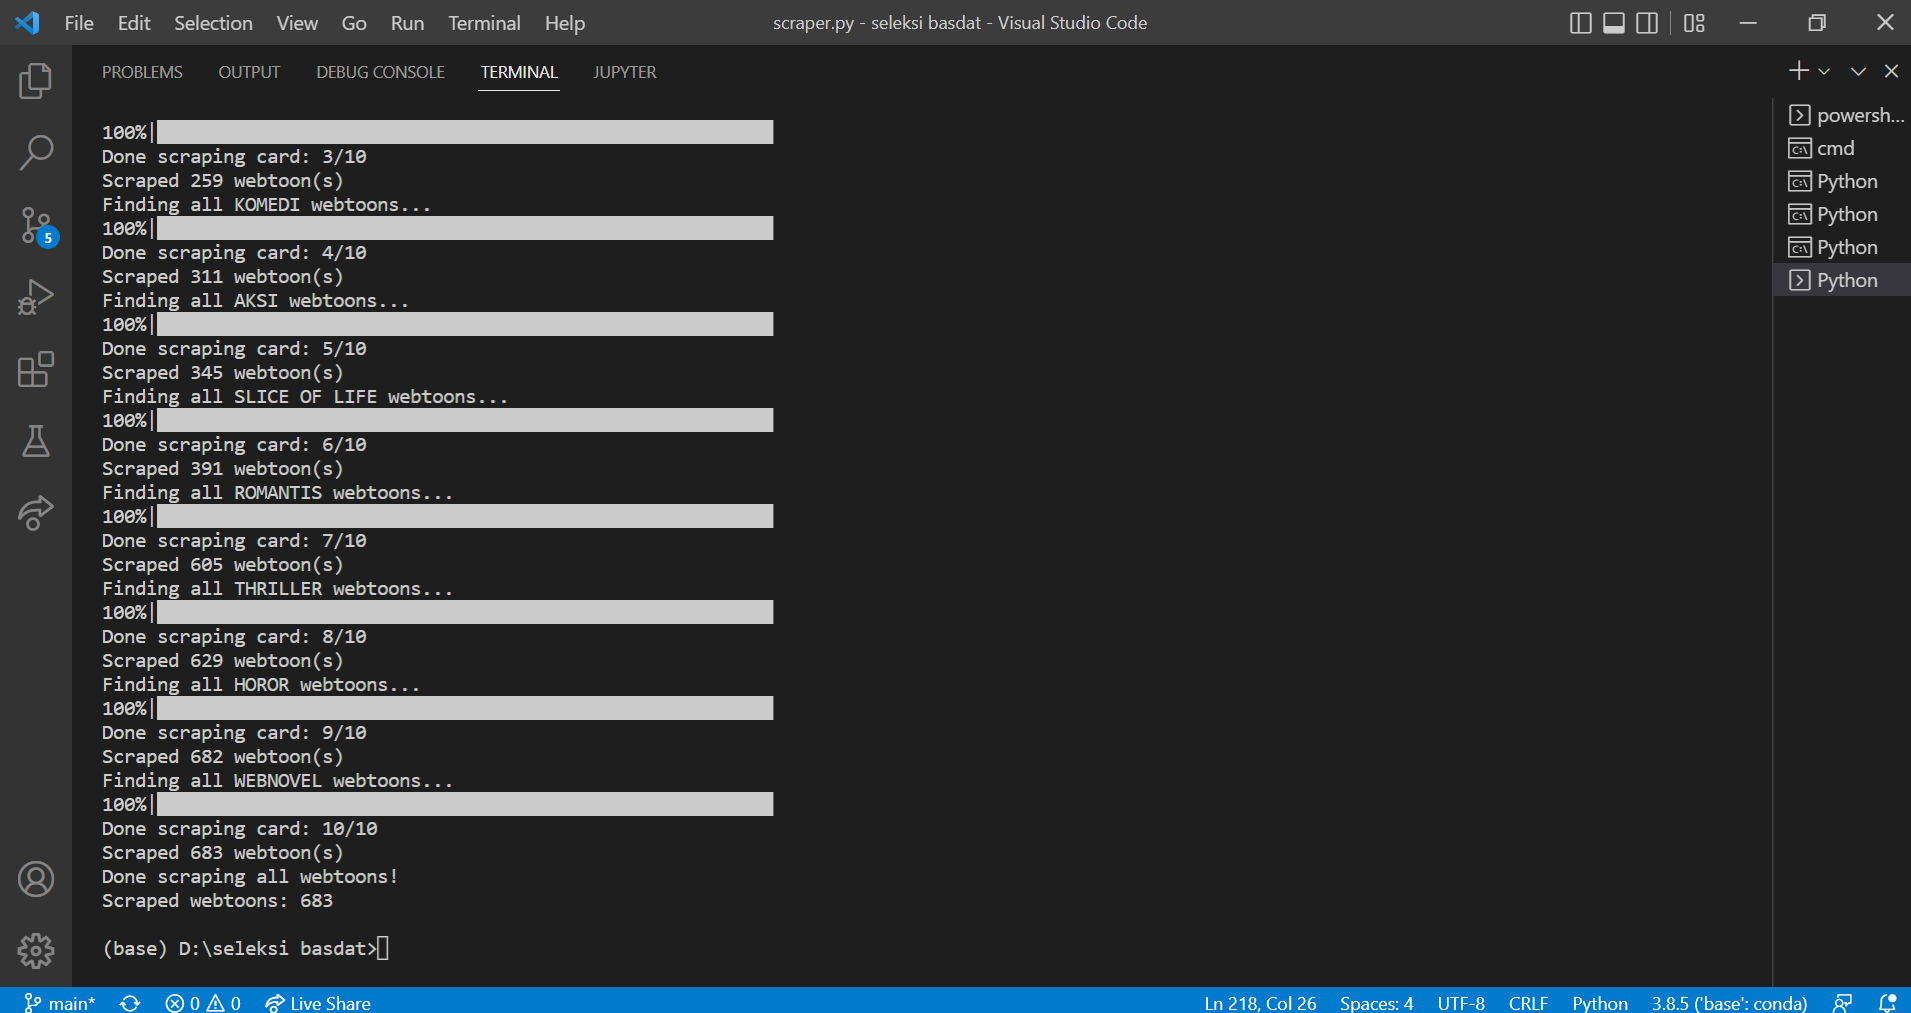 File Edit Selection View Go Run Terminal Help
scraper.py - seleksi basdat - Visual Studio Code
PROBLEMS OUTPUT DEBUG CONSOLE TERMINAL JUPYTER
100%|
Done scraping card: 3/10
Scraped 259 webtoon(s)
Finding all KOMEDI webtoons...
100%|
Done scraping card: 4/10
Scraped 311 webtoon(s)
Finding all AKSI webtoons...
100%|
Done scraping card: 5/10
Scraped 345 webtoon(s)
Finding all SLICE OF LIFE webtoons...
100%|
Done scraping card: 6/10
Scraped 391 webtoon(s)
Finding all ROMANTIS webtoons...
100%|
Done scraping card: 7/10
Scraped 605 webtoon(s)
Finding all THRILLER webtoons...
100%|
Done scraping card: 8/10
Scraped 629 webtoon(s)
Finding all HOROR webtoons...
100%|
Done scraping card: 9/10
Scraped 682 webtoon(s)
Finding all WEBNOVEL webtoons...
100%|
Done scraping card: 10/10
Scraped 683 webtoon(s)
Done scraping all webtoons!
Scraped webtoons: 683
(base) D:\seleksi basdat>
powersh...
cmd
Python
Python
Python
Python
5
main* 0 0 Live Share
Ln 218, Col 26 Spaces: 4 UTF-8 CRLF Python 3.8.5 ('base': conda)